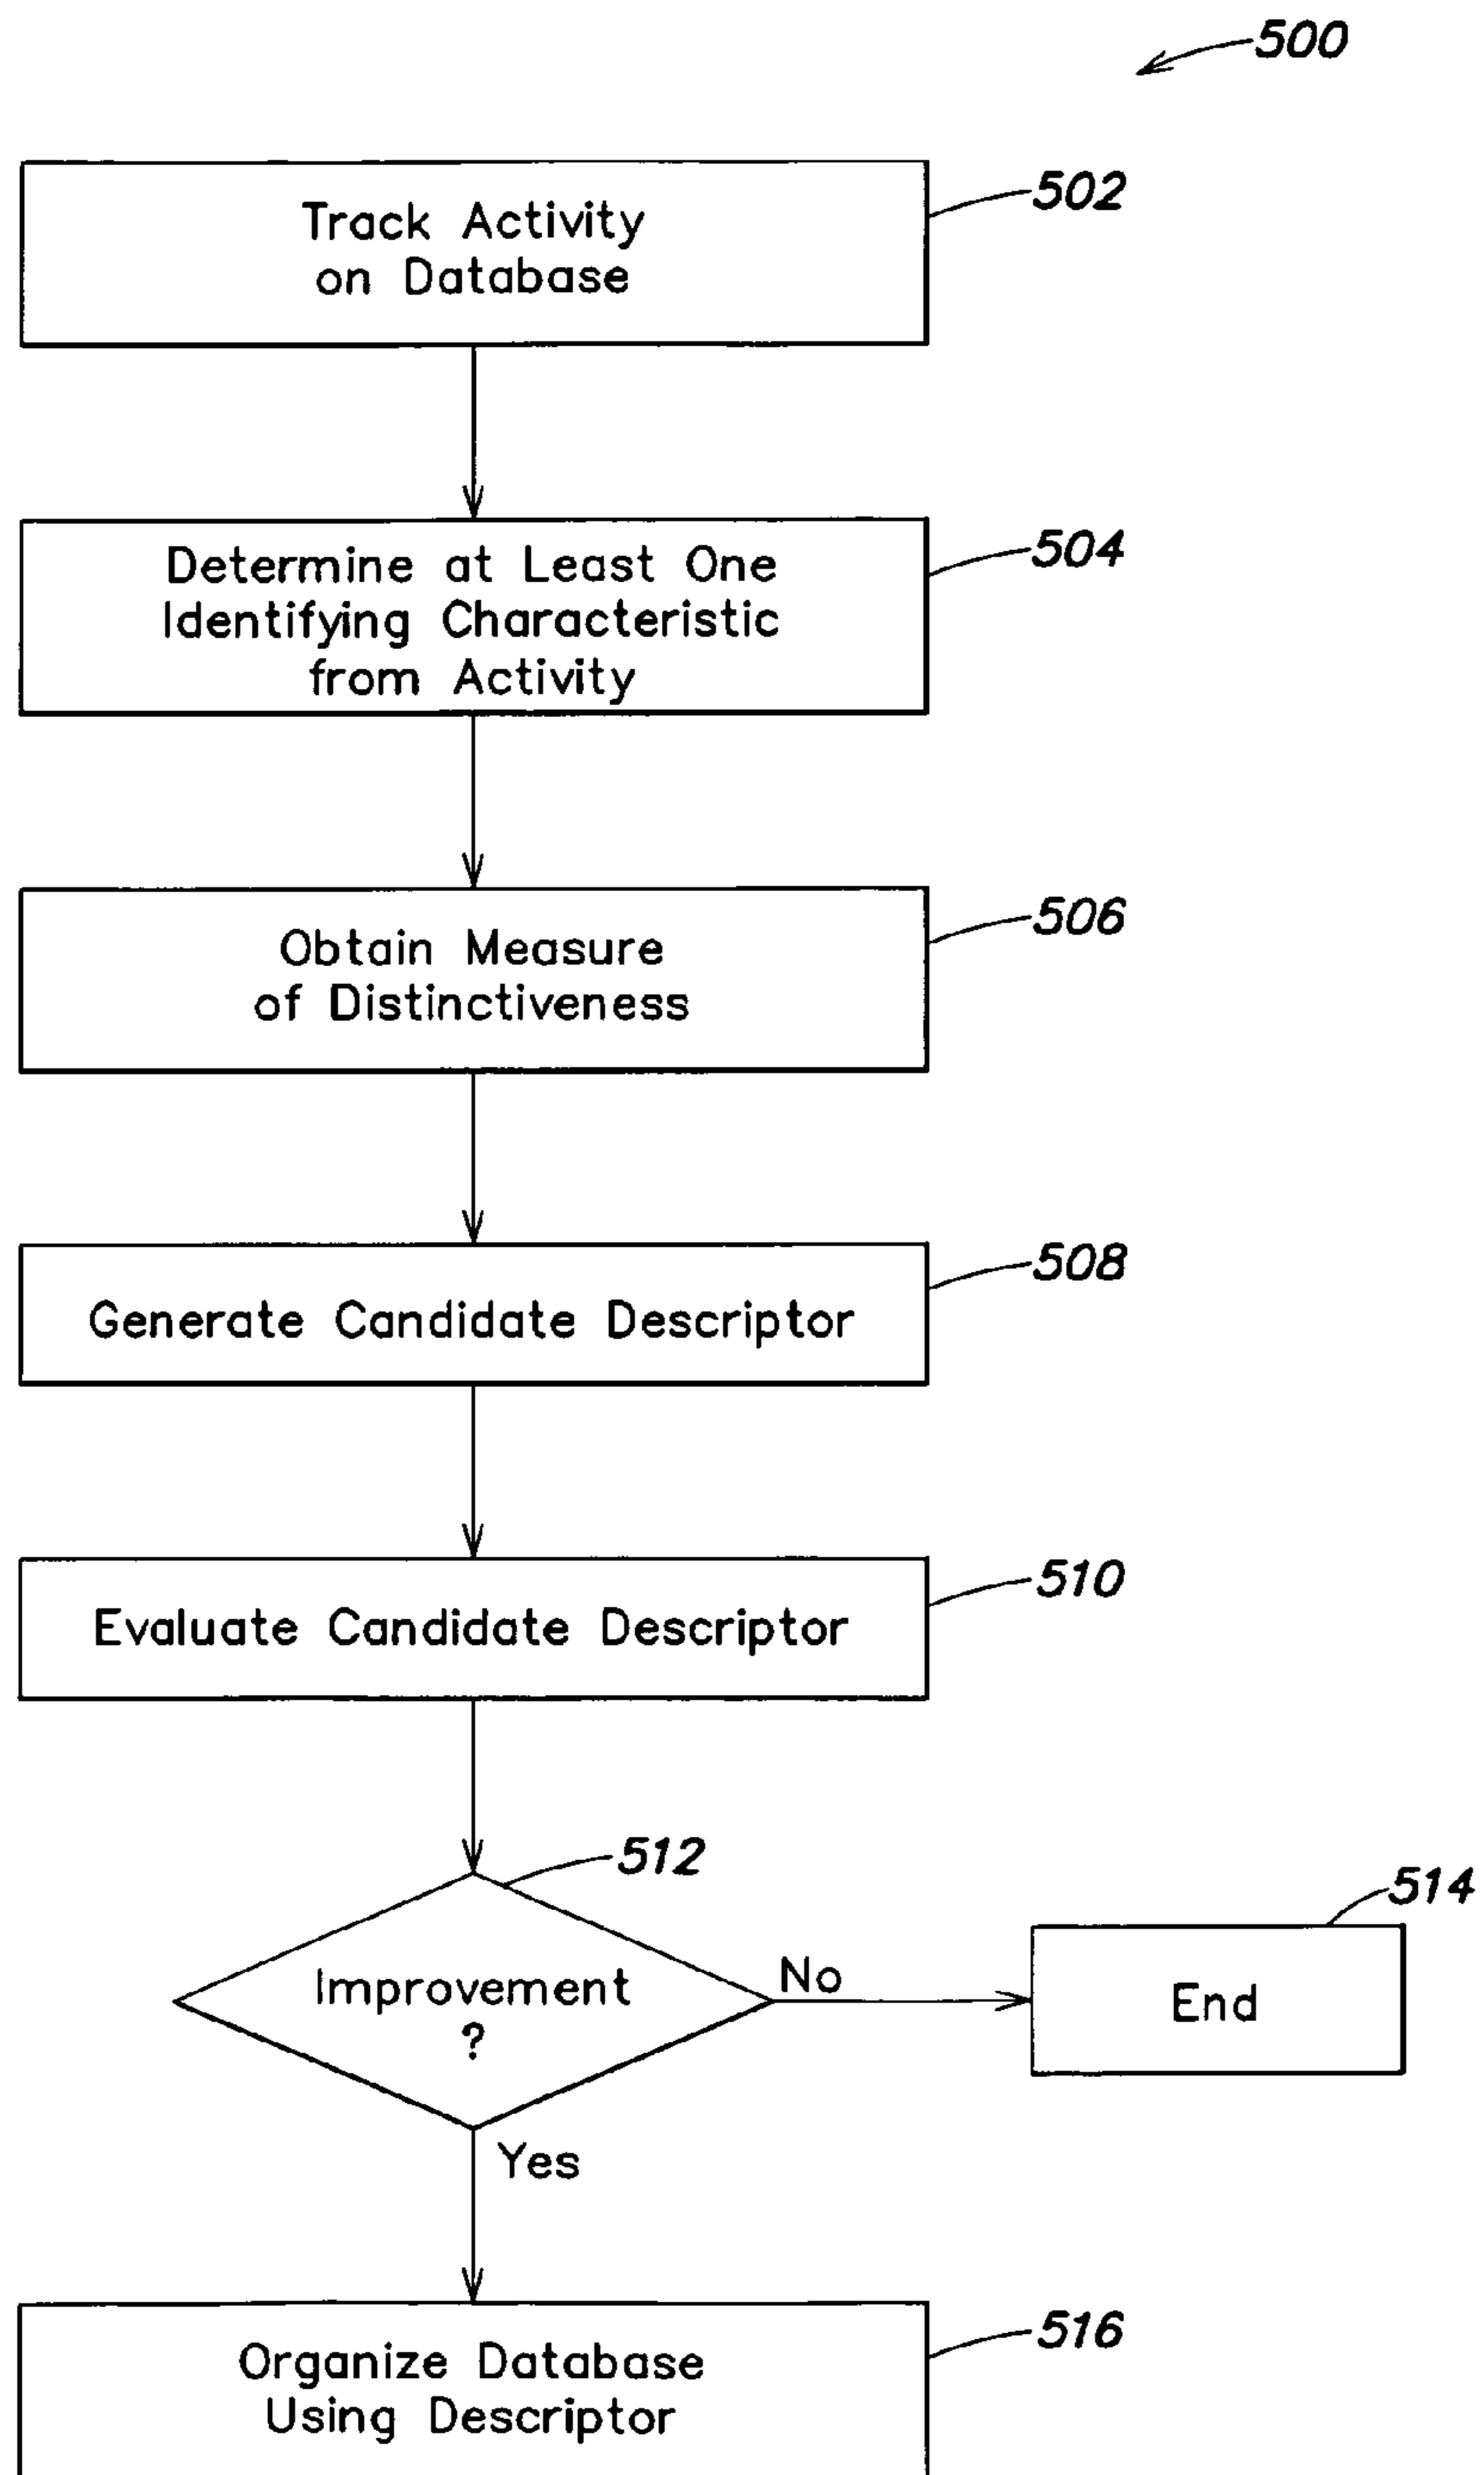 500
502
Track Activity
on Database
504
Determine at Least One
Identifying Characteristic
from Activity
506
Obtain Measure
of Distinctiveness
508
Generate Candidate Descriptor
510
Evaluate Candidate Descriptor
512
514
Improvement
?
No
End
Yes
516
Organize Database
Using Descriptor